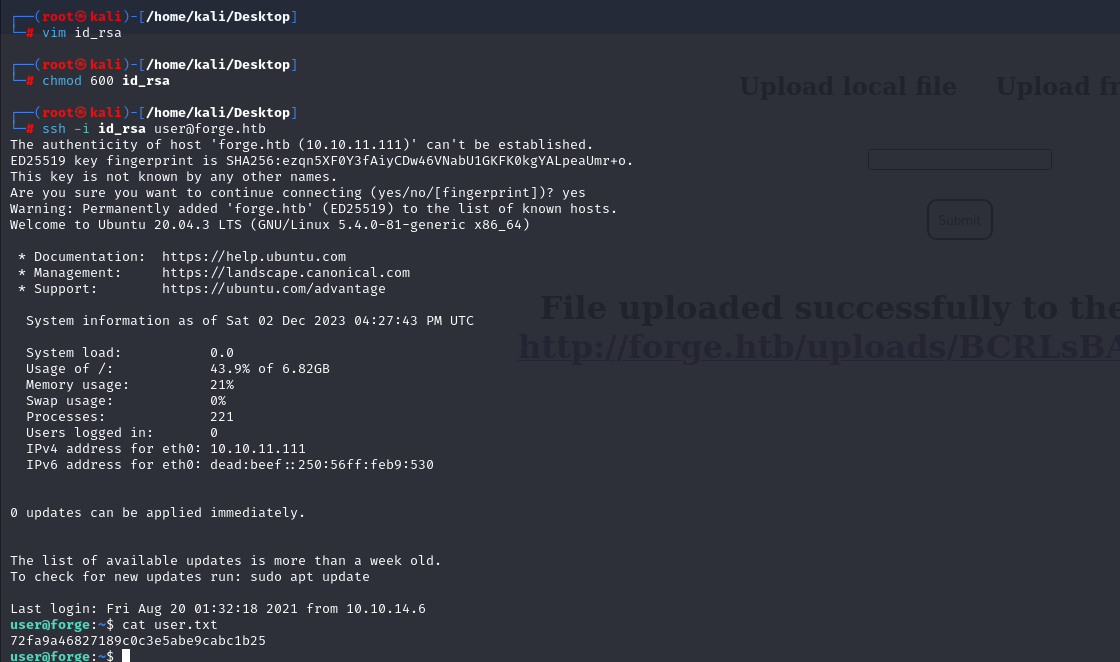 ┌──(root㉿kali)-[/home/kali/Desktop]
└─# vim id_rsa
┌──(root㉿kali)-[/home/kali/Desktop]
└─# chmod 600 id_rsa
┌──(root㉿kali)-[/home/kali/Desktop]
└─# ssh -i id_rsa user@forge.htb
The authenticity of host 'forge.htb (10.10.11.111)' can't be established.
ED25519 key fingerprint is SHA256:ezqn5XF0Y3fAiyCDw46VNabU1GKFK0kgYALpeaUmr+o.
This key is not known by any other names.
Are you sure you want to continue connecting (yes/no/[fingerprint])? yes
Warning: Permanently added 'forge.htb' (ED25519) to the list of known hosts.
Welcome to Ubuntu 20.04.3 LTS (GNU/Linux 5.4.0-81-generic x86_64)
* Documentation:  https://help.ubuntu.com
* Management:     https://landscape.canonical.com
* Support:        https://ubuntu.com/advantage
System information as of Sat 02 Dec 2023 04:27:43 PM UTC
System load:           0.0
Usage of /:            43.9% of 6.82GB
Memory usage:          21%
Swap usage:            0%
Processes:             221
Users logged in:       0
IPv4 address for eth0: 10.10.11.111
IPv6 address for eth0: dead:beef::250:56ff:feb9:530
0 updates can be applied immediately.
The list of available updates is more than a week old.
To check for new updates run: sudo apt update
Last login: Fri Aug 20 01:32:18 2021 from 10.10.14.6
user@forge:~$ cat user.txt
72fa9a46827189c0c3e5abe9cabc1b25
user@forge:~$
Upload local file
Upload fr
Submit
File uploaded successfully to the
http://forge.htb/uploads/BCRLsBA